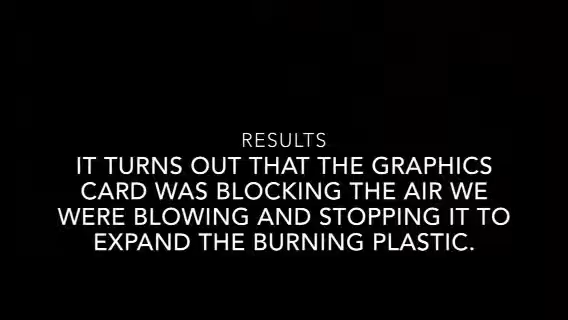 RESULTS
IT TURNS OUT THAT THE GRAPHICS
CARD WAS BLOCKING THE AIR WE
WERE BLOWING AND STOPPING IT TO
EXPAND THE BURNING PLASTIC.